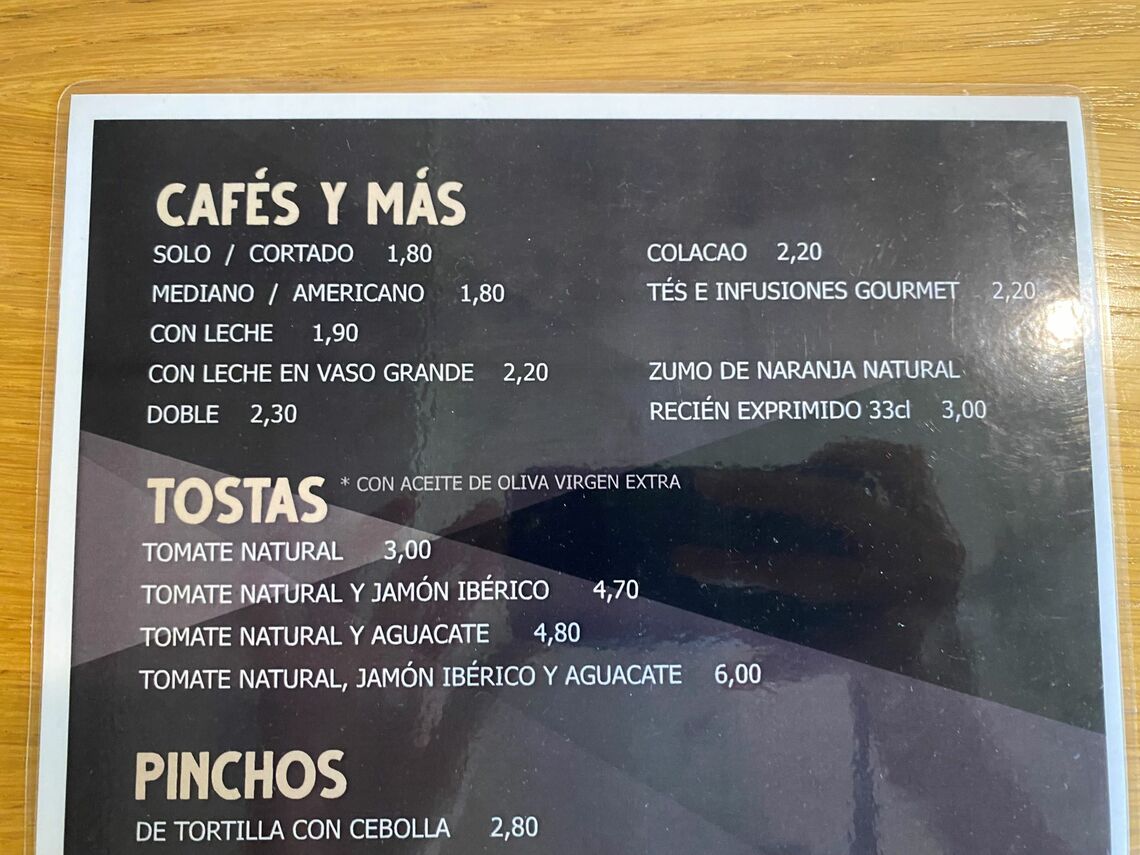 CAFÉS Y MÁS
SOLO / CORTADO 1,80
MEDIANO / AMERICANO 1,80
CON LECHE 1,90
CON LECHE EN VASO GRANDE 2,20
DOBLE 2,30
COLACAO 2,20
TÉS E INFUSIONES GOURMET 2,20
ZUMO DE NARANJA NATURAL
RECIÉN EXPRIMIDO 33cl 3,00
TOSTAS * CON ACEITE DE OLIVA VIRGEN EXTRA
TOMATE NATURAL 3,00
TOMATE NATURAL Y JAMÓN IBÉRICO 4,70
TOMATE NATURAL Y AGUACATE 4,80
TOMATE NATURAL, JAMÓN IBÉRICO Y AGUACATE 6,00
PINCHOS
DE TORTILLA CON CEBOLLA 2,80